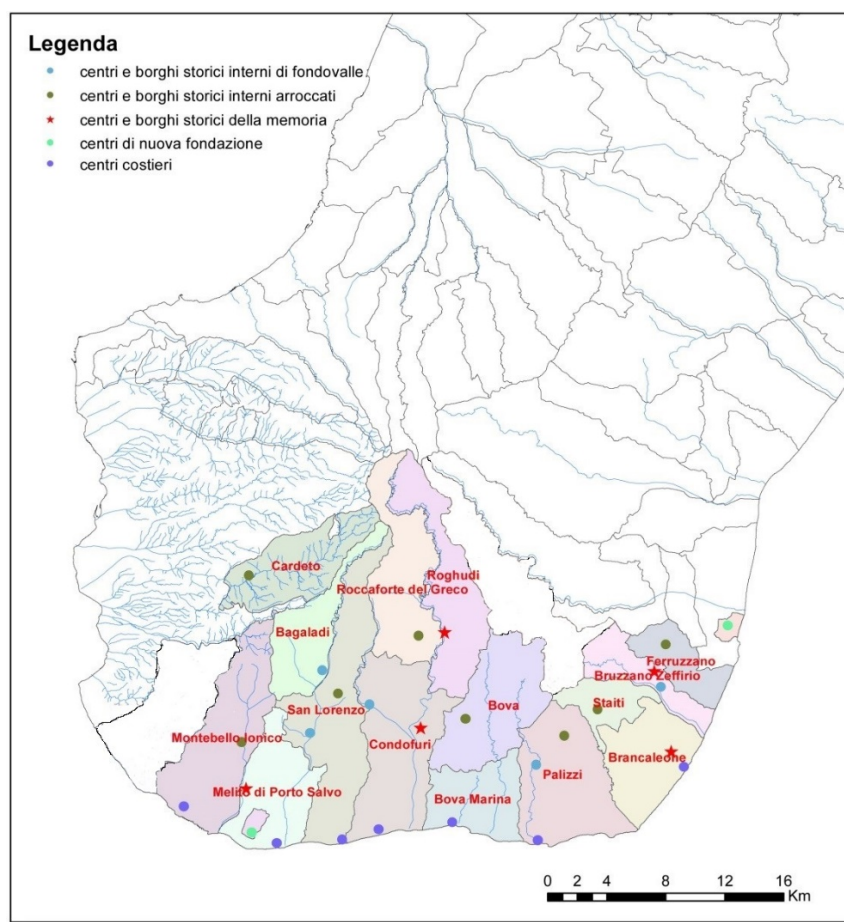 Legenda
centri e borghi storici interni di fondovalle
centri e borghi storici interni arroccati
centri e borghi storici della memoria
centri di nuova fondazione
centri costieri
Cardeto
Roghudi
Roccaforte del Greco
Bagaladi
Ferruzzano
Bruzzano Zeffirio
Staiti
Bova
San Lorenzo
Montebello Ionico
Condofuri
Brancaleone
Palizzi
Melito di Porto Salvo
Bova Marina
0 2 4 8 12 16
Km